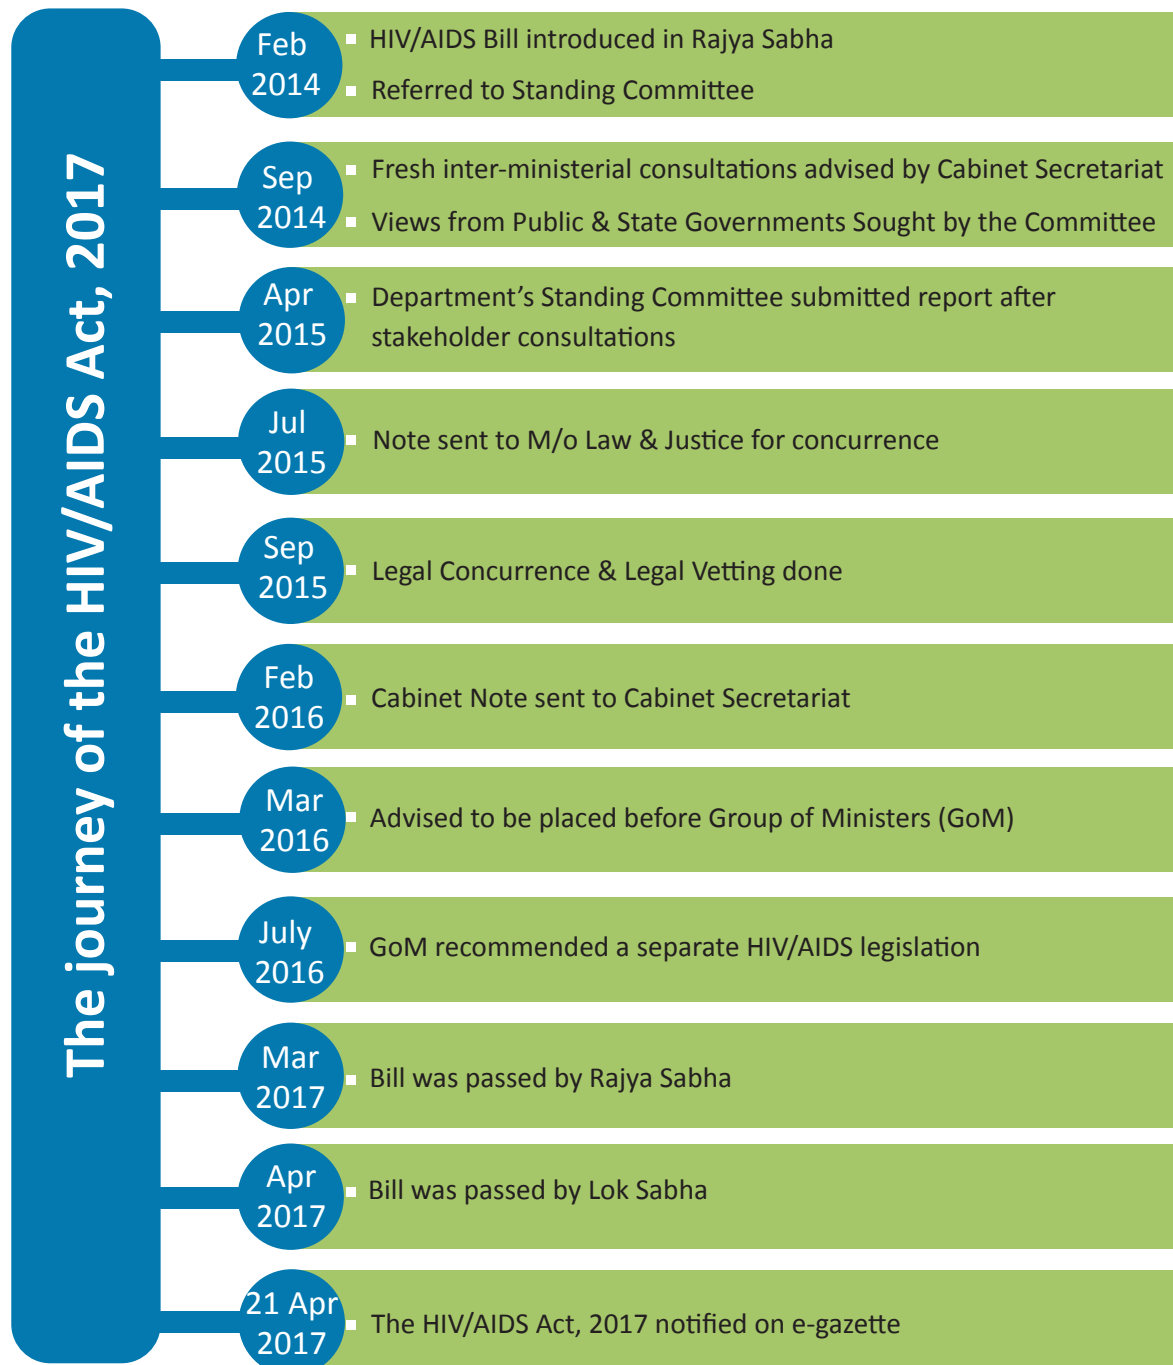 The journey of the HIV/AIDS Act, 2017
Feb
2014
HIV/AIDS Bill introduced in Rajya Sabha
Referred to Standing Committee
Sep
2014
Fresh inter-ministerial consultations advised by Cabinet Secretariat
Views from Public & State Governments Sought by the Committee
Apr
2015
Department's Standing Committee submitted report after
stakeholder consultations
Jul
2015
Note sent to M/o Law & Justice for concurrence
Sep
2015
Legal Concurrence & Legal Vetting done
Feb
2016
Cabinet Note sent to Cabinet Secretariat
Mar
2016
Advised to be placed before Group of Ministers (GoM)
July
2016
GoM recommended a separate HIV/AIDS legislation
Mar
2017
Bill was passed by Rajya Sabha
Apr
2017
Bill was passed by Lok Sabha
21 Apr
2017
The HIV/AIDS Act, 2017 notified on e-gazette